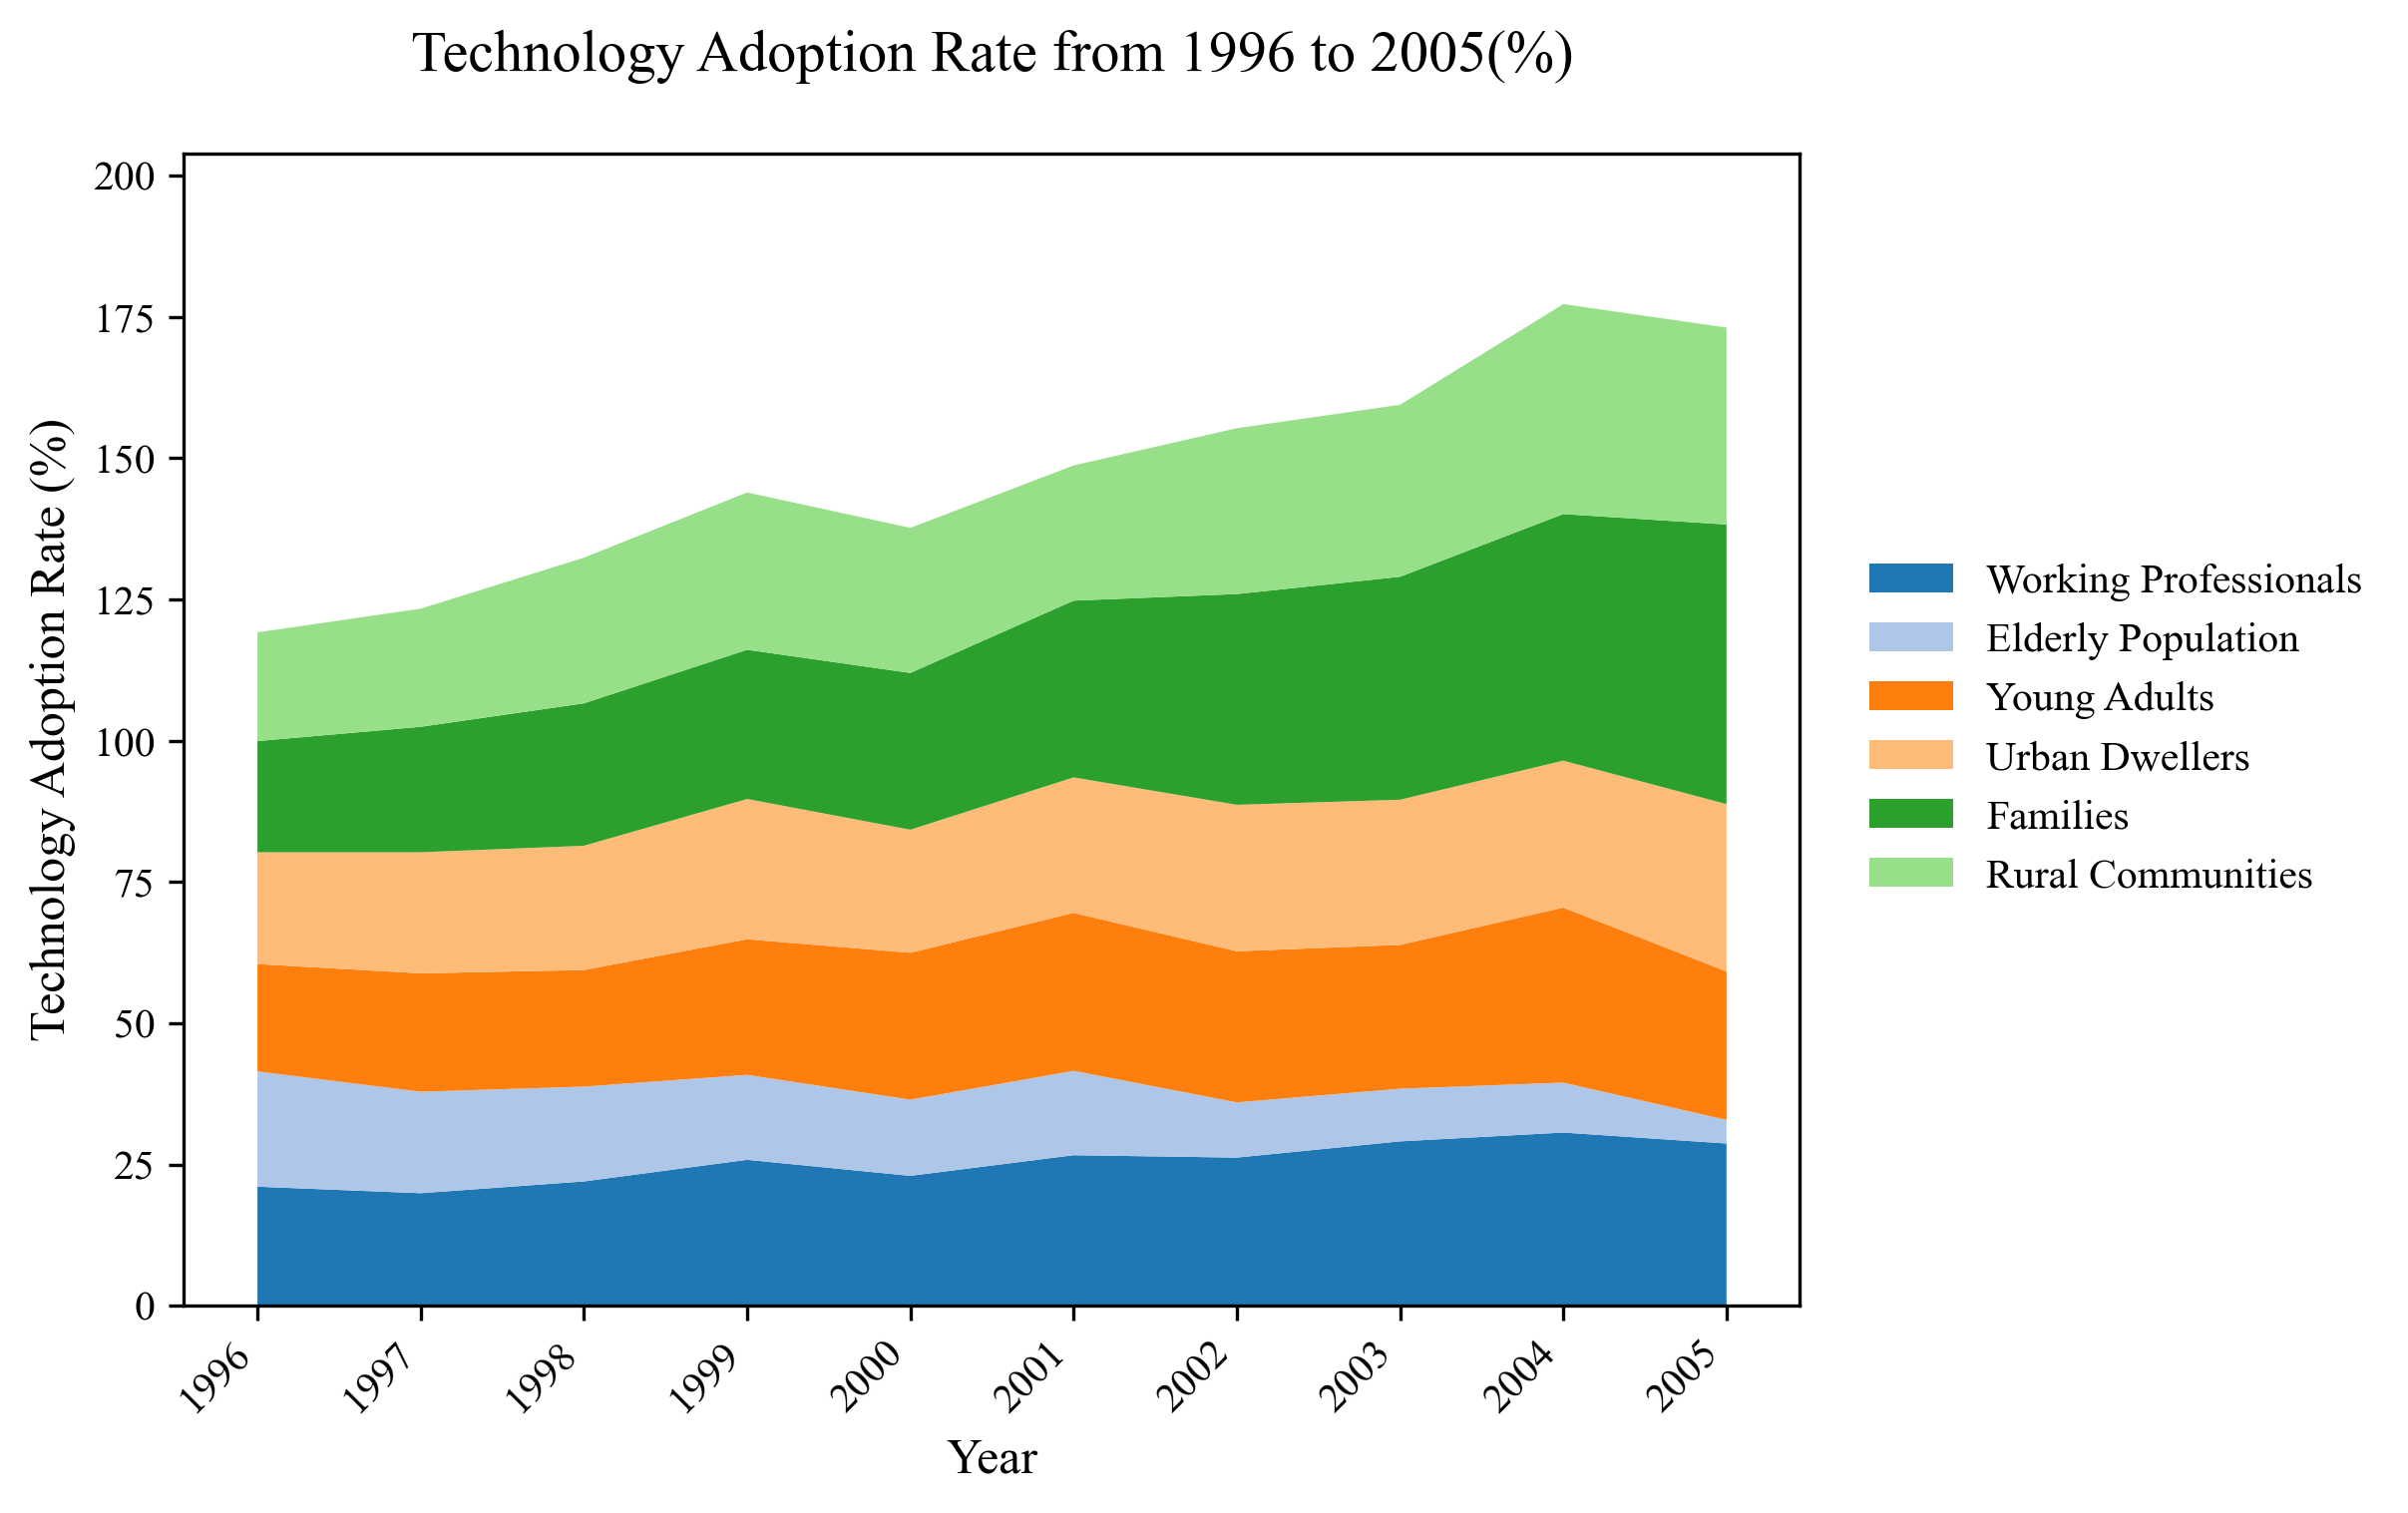 Technology Adoption Rate from 1996 to 2005(%)
200
175
150
125
100
75
50
25
0
Technology Adoption Rate (%)
1996
1997
1998
1999
2000
2001
2002
2003
2004
2005
Year
Working Professionals
Elderly Population
Young Adults
Urban Dwellers
Families
Rural Communities